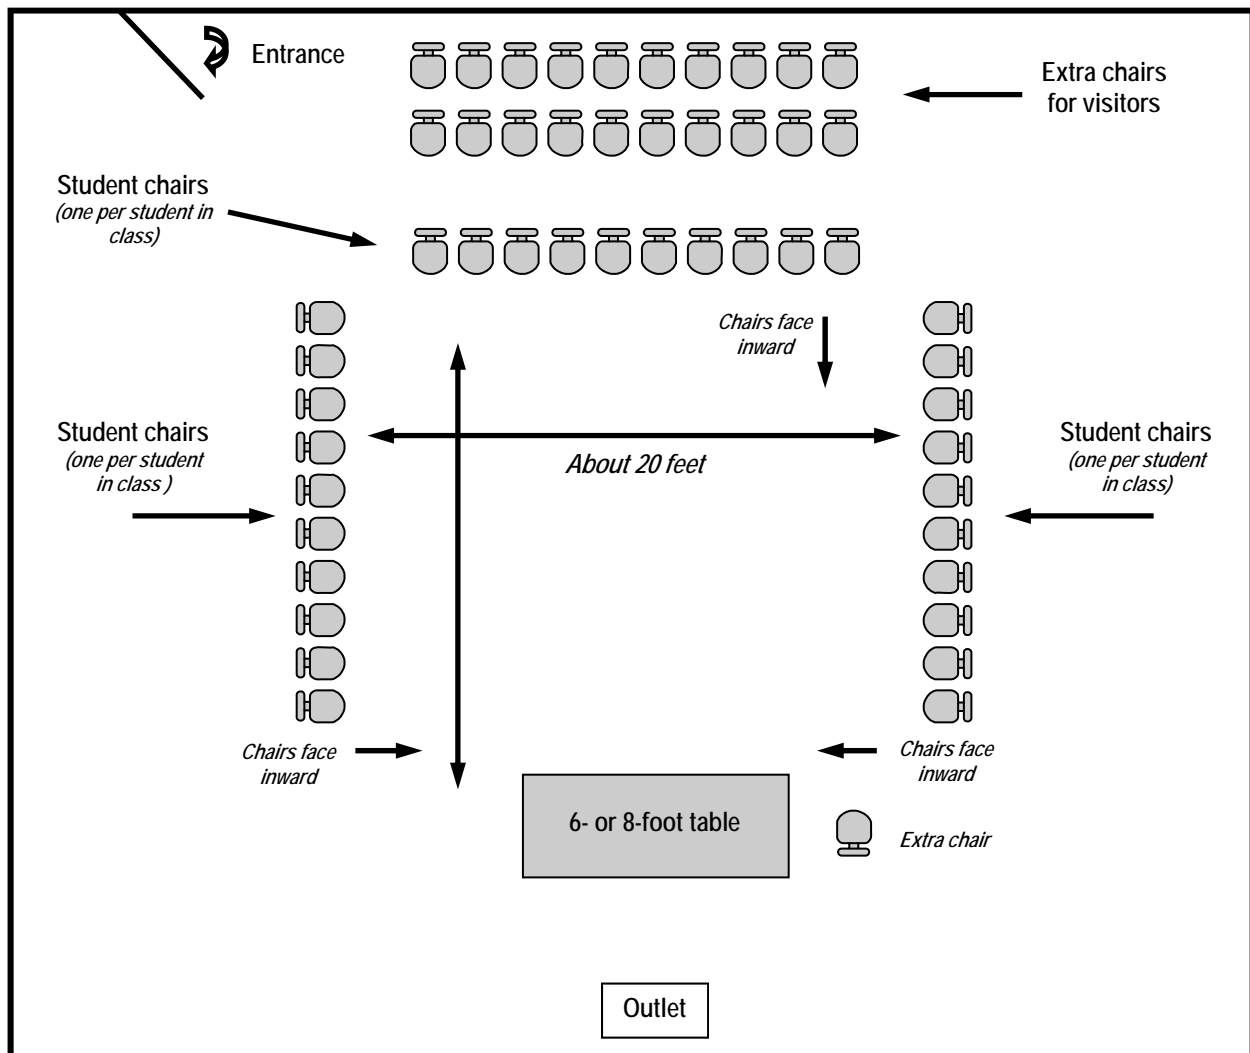 Entrance
Extra chairs
for visitors
Student chairs
(one per student in
class)
Chairs face
inward
Student chairs
(one per student
in class )
About 20 feet
Student chairs
(one per student
in class)
Chairs face
inward
Chairs face
inward
6- or 8-foot table
Extra chair
Outlet